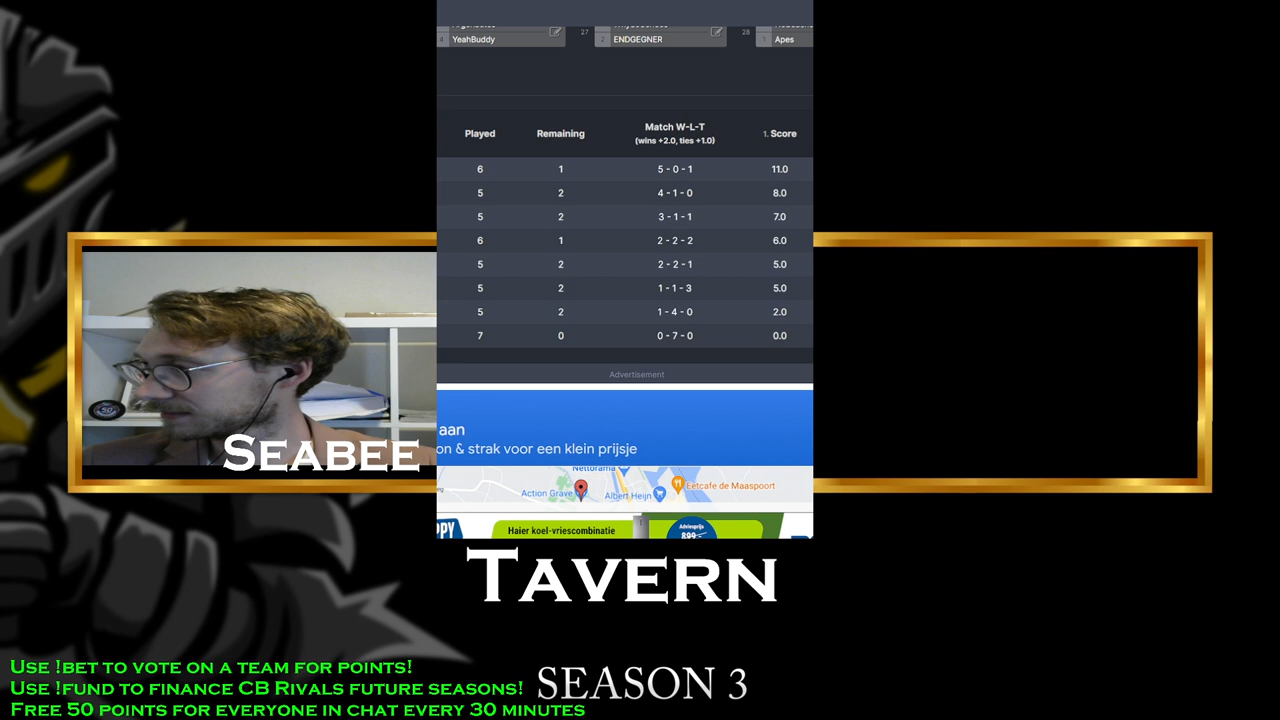 4 YeahBuddy 27 2 ENDGEGNER 28 1 Apes
Played Remaining Match W-L-T 1. Score
(wins +2.0, ties +1.0)
6 1 5 - 0 - 1 11.0
5 2 4 - 1 - 0 8.0
5 2 3 - 1 - 1 7.0
6 1 2 - 2 - 2 6.0
5 2 2 - 2 - 1 5.0
5 2 1 - 1 - 3 5.0
5 2 1 - 4 - 0 2.0
7 0 0 - 7 - 0 0.0
Advertisement
aan
on & strak voor een klein prijsje
Nettorama
Action Grave Albert Heijn Eetcafe de Maaspoort
PPY Haier koel-vriescombinatie Adviesprijs
899.-
SEABEE
TAVERN
SEASON 3
USE !BET TO VOTE ON A TEAM FOR POINTS!
USE !FUND TO FINANCE CB RIVALS FUTURE SEASONS!
FREE 50 POINTS FOR EVERYONE IN CHAT EVERY 30 MINUTES